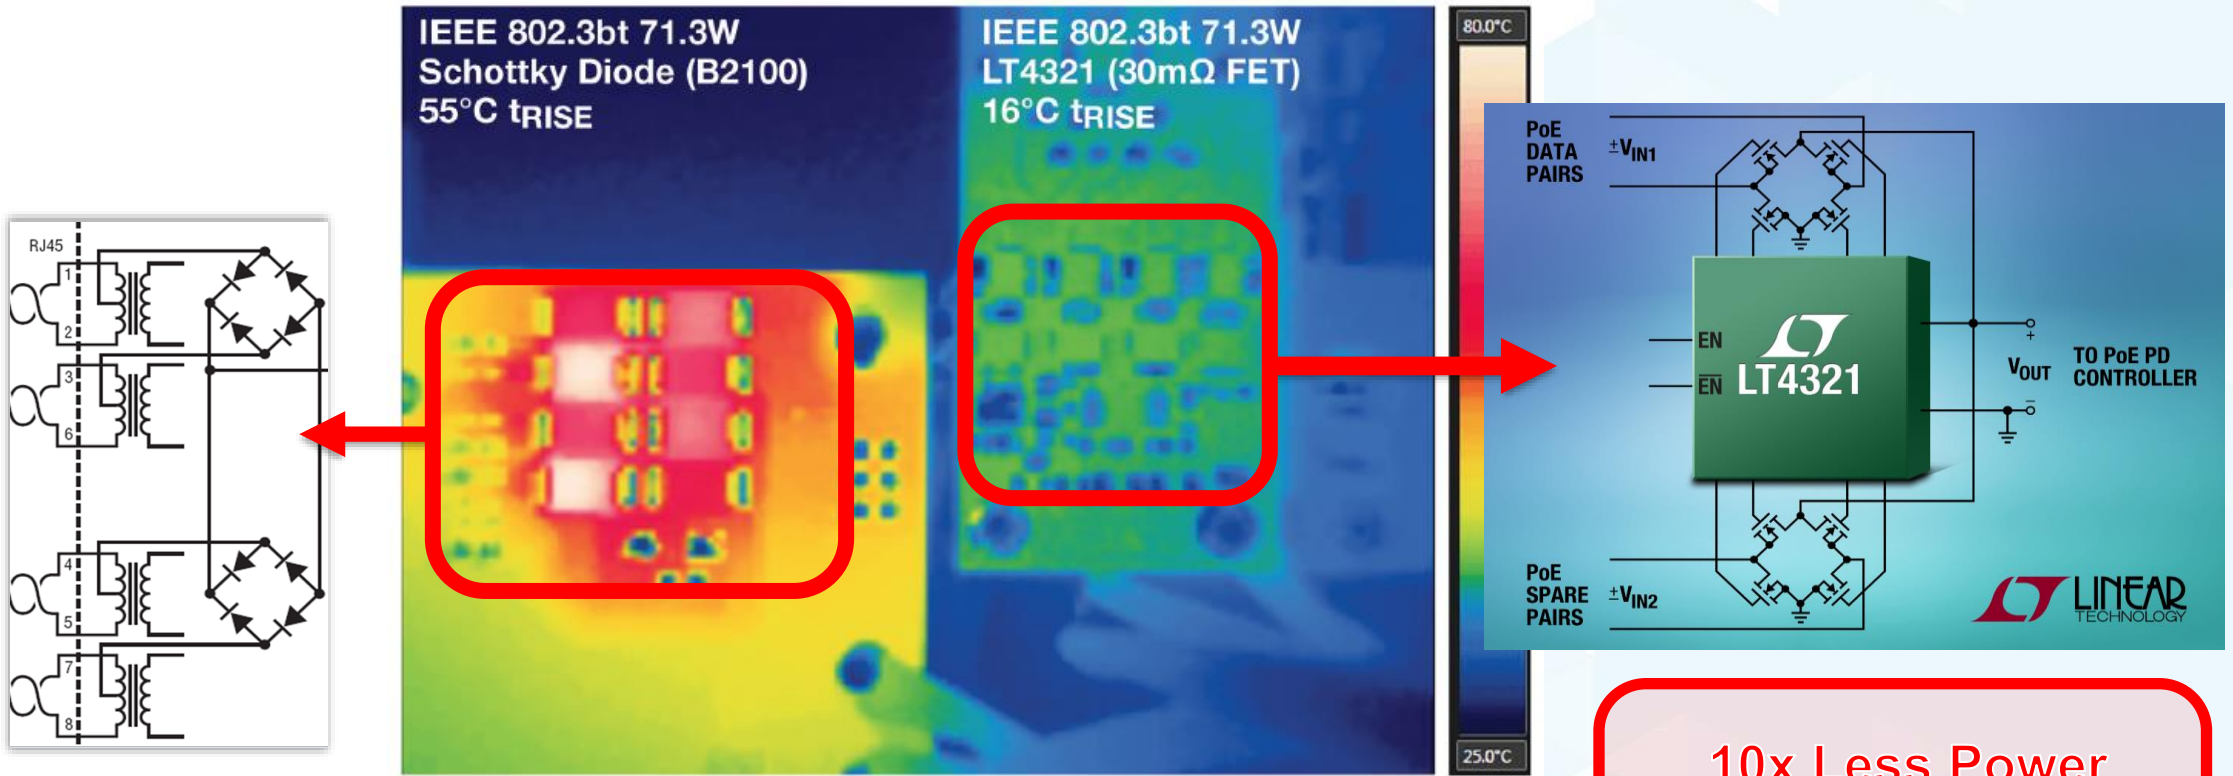 IEEE 802.3bt 71.3W
Schottky Diode (B2100)
55°C tRISE
IEEE 802.3bt 71.3W
LT4321 (30mΩ FET)
16°C tRISE
80.0°C
25.0°C
RJ45
1
2
3
6
4
5
7
8
PoE
DATA
PAIRS
±VIN1
EN
E̅N̅
LT4321
+
VOUT
–
TO PoE PD
CONTROLLER
PoE
SPARE
PAIRS
±VIN2
LINEAR
TECHNOLOGY
10x Less Power